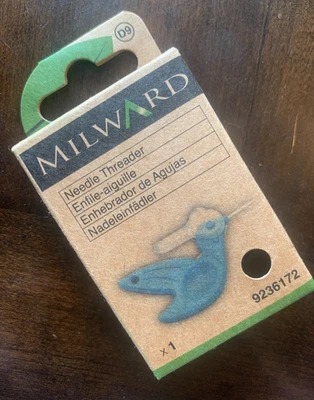 D9
MILWARD
Needle Threader
Enfile-aiguille
Enhebrador de Agujas
Nadeleinfädler
x 1
9236172